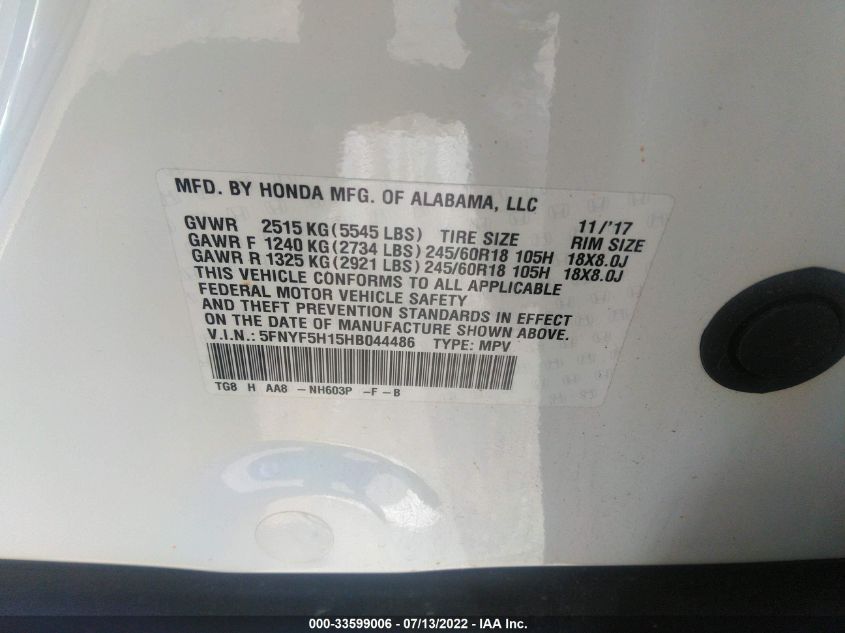 MFD. BY HONDA MFG. OF ALABAMA, LLC
GVWR 2515 KG (5545 LBS) TIRE SIZE 11/'17 RIM SIZE
GAWR F 1240 KG (2734 LBS) 245/60R18 105H 18X8.0J
GAWR R 1325 KG (2921 LBS) 245/60R18 105H 18X8.0J
THIS VEHICLE CONFORMS TO ALL APPLICABLE
FEDERAL MOTOR VEHICLE SAFETY
AND THEFT PREVENTION STANDARDS IN EFFECT
ON THE DATE OF MANUFACTURE SHOWN ABOVE.
V.I.N.: 5FNYF5H15HB044486 TYPE: MPV
TG8 H AA8 - NH603P -F - B
000-33599006 - 07/13/2022 - IAA Inc.